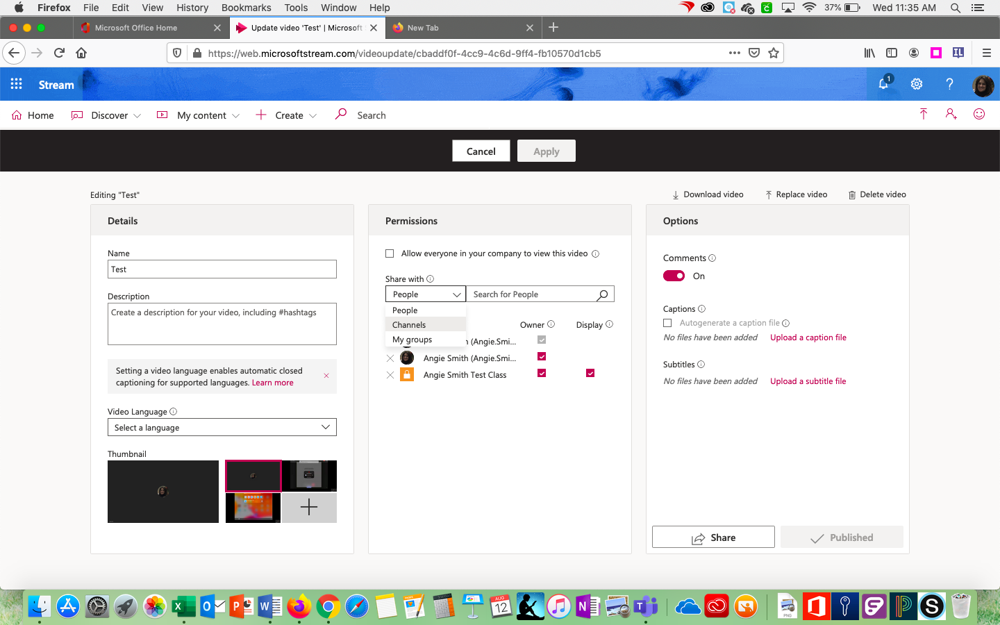 Firefox File Edit View History Bookmarks Tools Window Help 37% Wed 11:35 AM
Microsoft Office Home
Update video 'Test' | Microsoft
New Tab
https://web.microsoftstream.com/videoupdate/cbaddf0f-4cc9-4c6d-9ff4-fb10570d1cb5
IL
Stream
1
?
Home Discover My content Create Search
Cancel Apply
Editing "Test"
Download video Replace video Delete video
Details
Name
Test
Description
Create a description for your video, including #hashtags
Setting a video language enables automatic closed
captioning for supported languages. Learn more
Video Language
Select a language
Thumbnail
Permissions
Allow everyone in your company to view this video
Share with
People Search for People
People
Channels
My groups
Owner Display
(Angie.Smi...
Angie Smith (Angie.Smi...
Angie Smith Test Class
Options
Comments
On
Captions
Autogenerate a caption file
No files have been added Upload a caption file
Subtitles
No files have been added Upload a subtitle file
Share Published
AUG
12
PNG